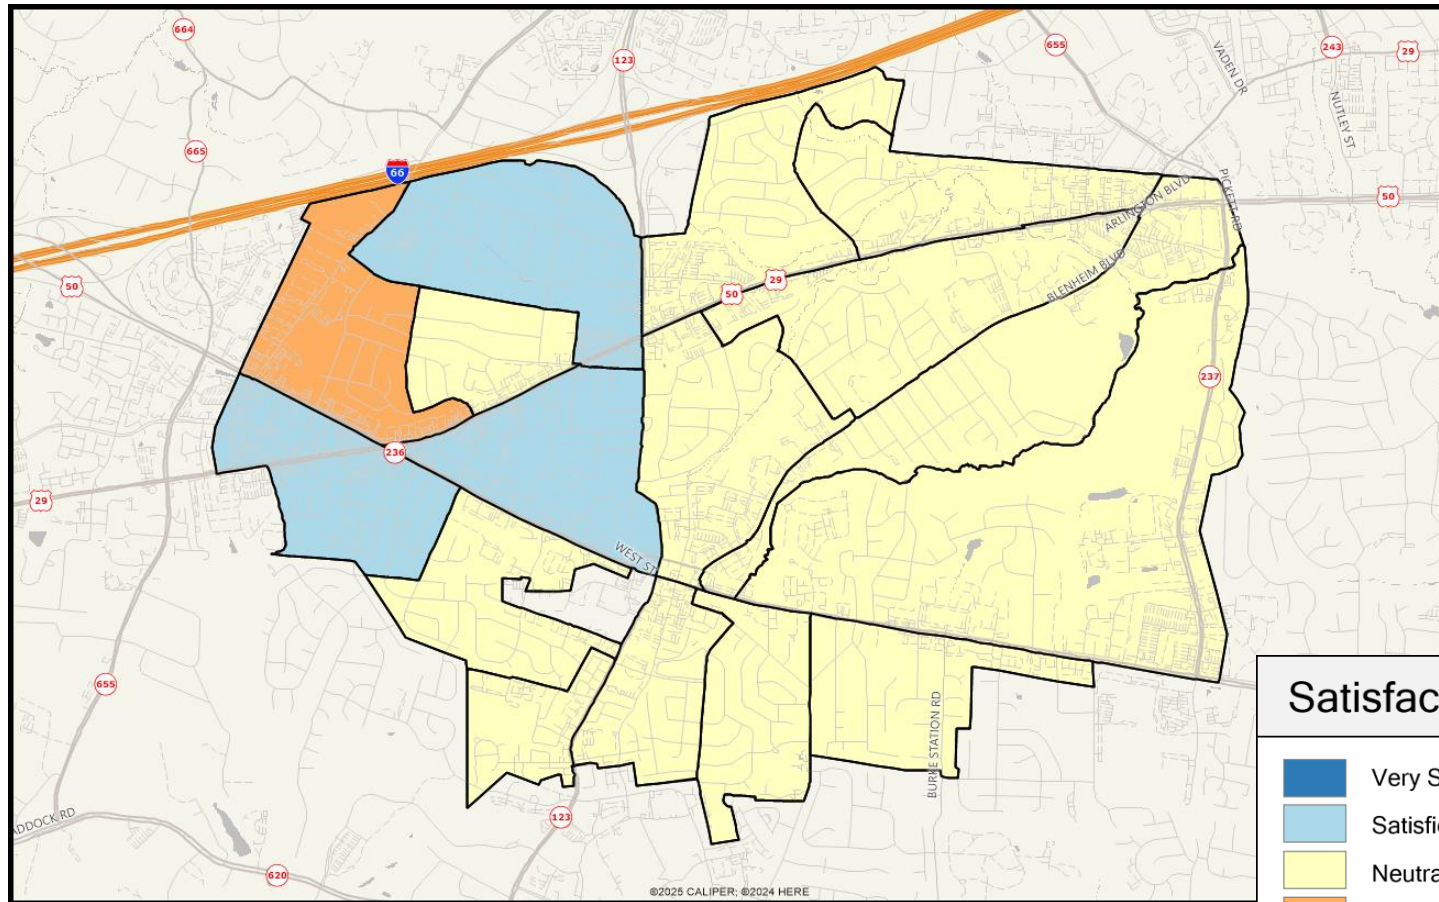 664
123
655
243
29
VADEN DR
NUTLEY ST
665
66
PICKETT RD
50
ARLINGTON BLVD
50
29
50
BLENHEIM BLVD
237
236
29
WEST ST
655
BURKE STATION RD
ADDOCK RD
123
620
©2025 CALIPER; ©2024 HERE
Satisfac
Very S
Satisfie
Neutra